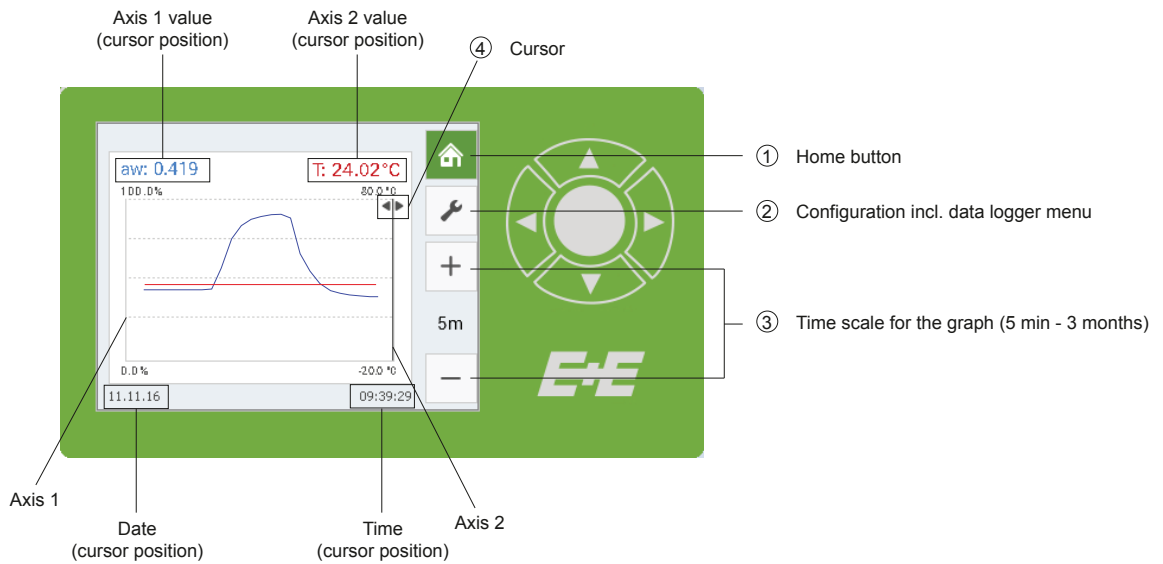 Axis 1 value
(cursor position)
Axis 2 value
(cursor position)
④ Cursor
aw: 0.419
T: 24.02°C
100.0%
80.0 °C
① Home button
② Configuration incl. data logger menu
5m
③ Time scale for the graph (5 min - 3 months)
E+E
0.0%
-20.0 °C
11.11.16
09:39:29
Axis 1
Date
(cursor position)
Time
(cursor position)
Axis 2